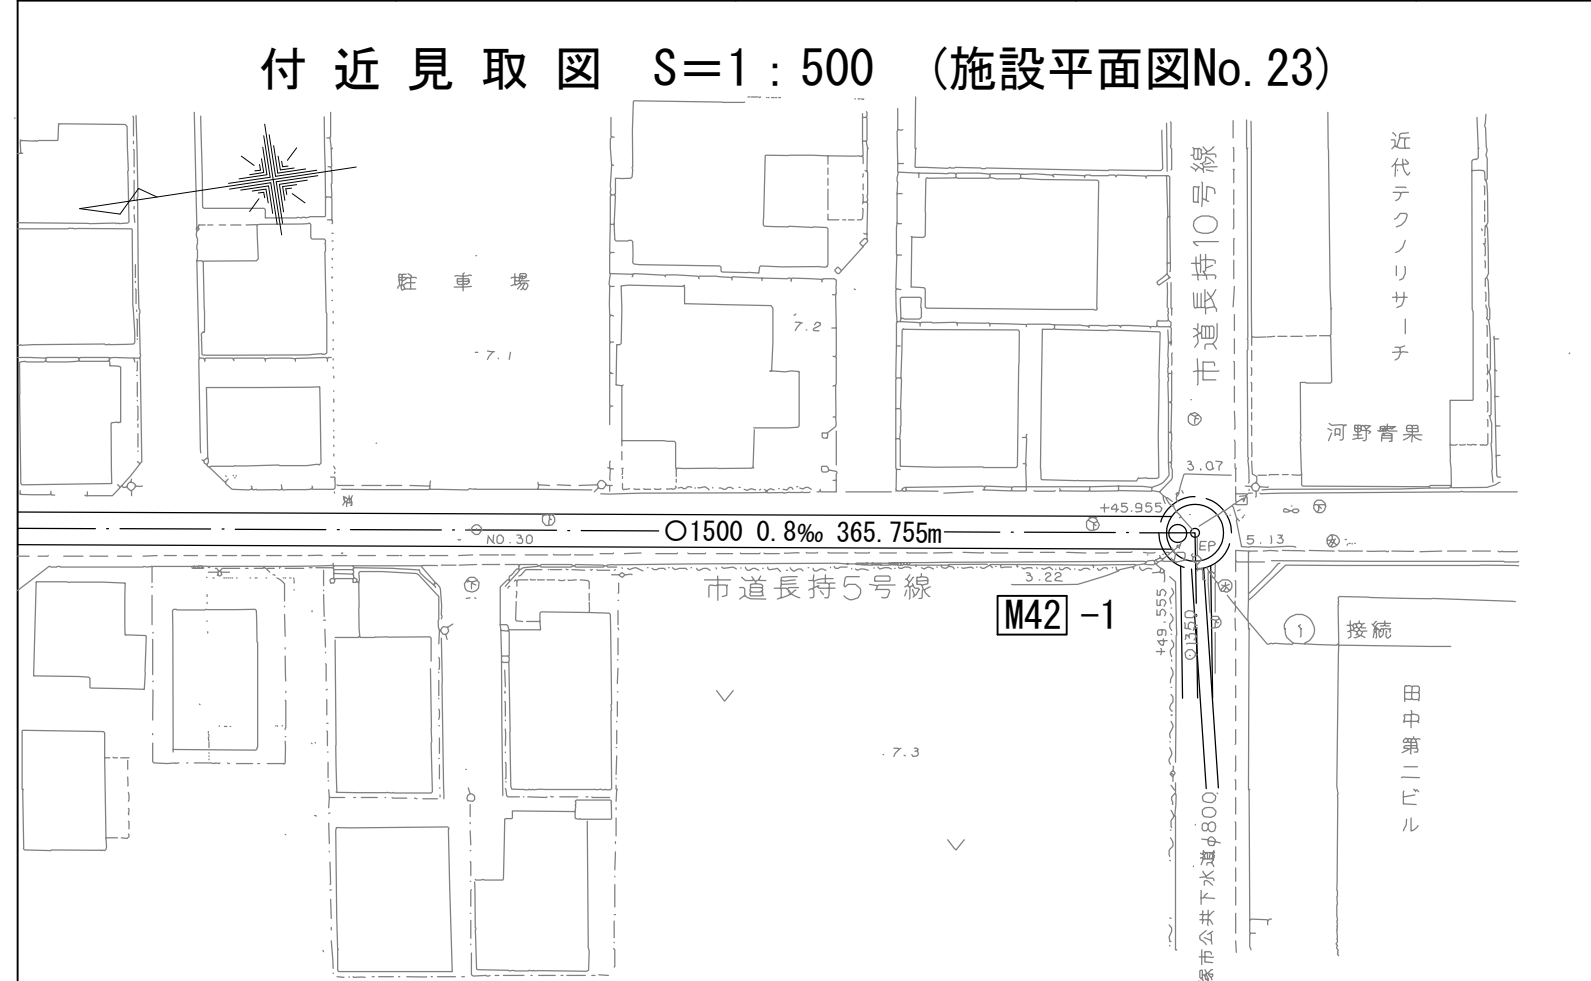 付近見取図 S=1:500 (施設平面図No.23)
市道長持10号線
近代テクノリサーチ
駐車場
7.2
7.1
河野青果
3.07
+45.955
○1500 0.8‰ 365.755m
NO.30
EP
5.13
市道長持5号線
3.22
M42 -1
+49.555
○1350
1 接続
田中第二ビル
7.3
塚市公共下水道φ800